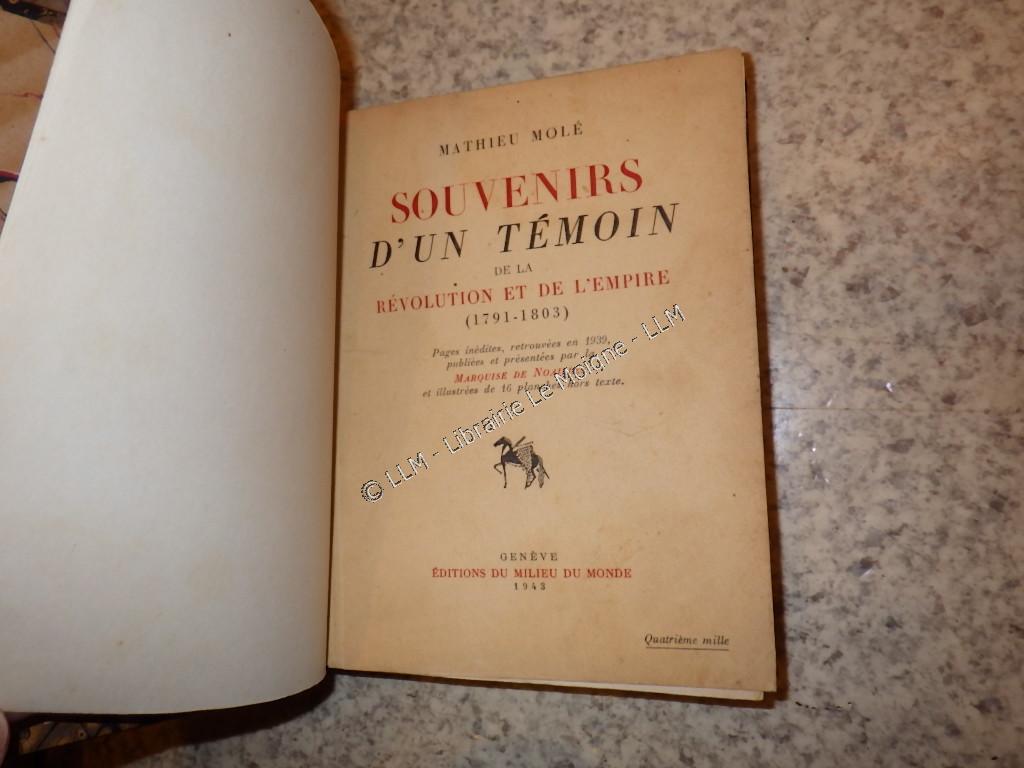 MATHIEU MOLÉ
SOUVENIRS
D'UN TÉMOIN
DE LA
RÉVOLUTION ET DE L'EMPIRE
(1791-1803)
Pages inédites, retrouvées en 1939,
publiées et présentées par la
MARQUISE DE NOAILLES
et illustrées de 16 planches hors texte.
© LLM - Librairie Le Moigne - LLM
GENÈVE
ÉDITIONS DU MILIEU DU MONDE
1943
Quatrième mille